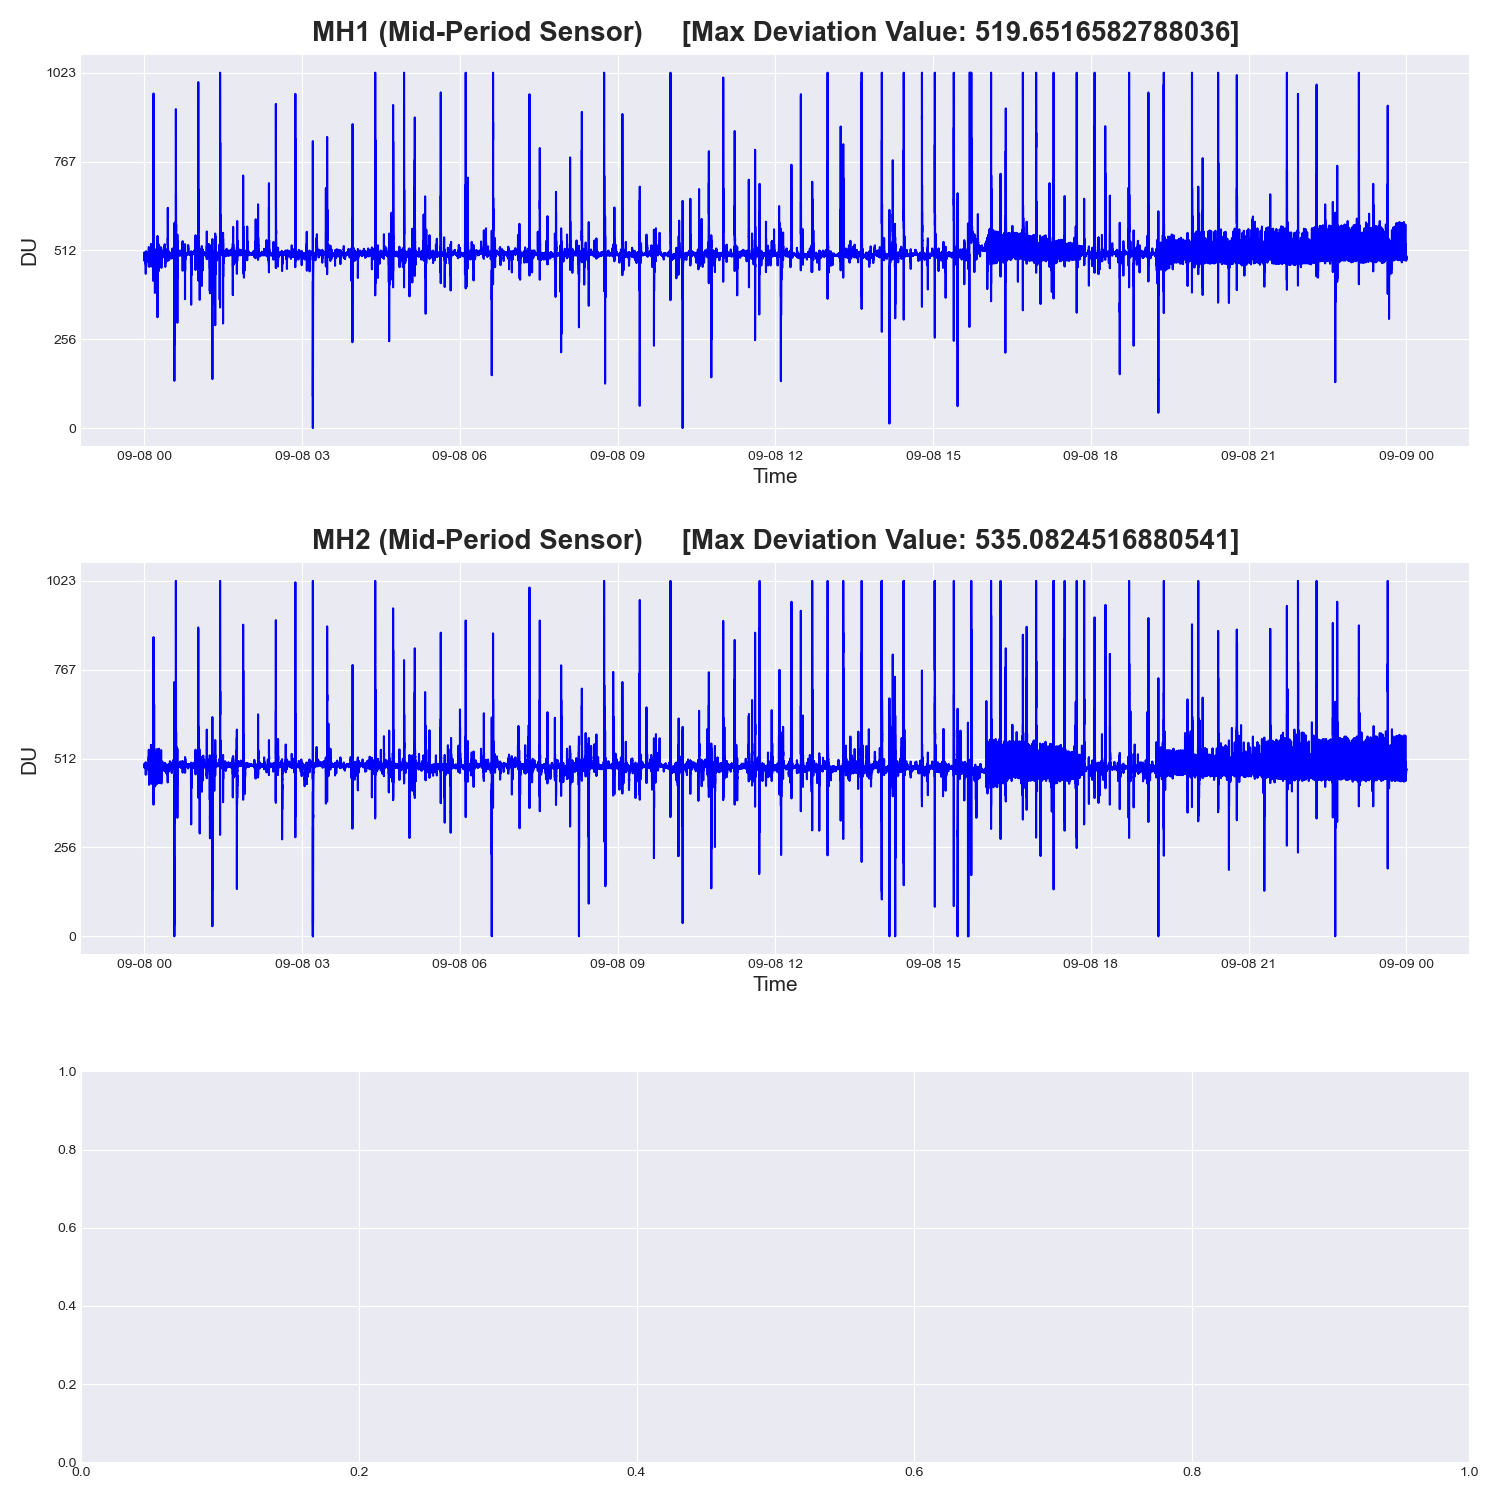 MH1 (Mid-Period Sensor) [Max Deviation Value: 519.6516582788036]
1023
767
512
256
0
DU
09-08 00 09-08 03 09-08 06 09-08 09 09-08 12 09-08 15 09-08 18 09-08 21 09-09 00
Time
MH2 (Mid-Period Sensor) [Max Deviation Value: 535.0824516880541]
1023
767
512
256
0
DU
09-08 00 09-08 03 09-08 06 09-08 09 09-08 12 09-08 15 09-08 18 09-08 21 09-09 00
Time
1.0
0.8
0.6
0.4
0.2
0.0
0.0 0.2 0.4 0.6 0.8 1.0